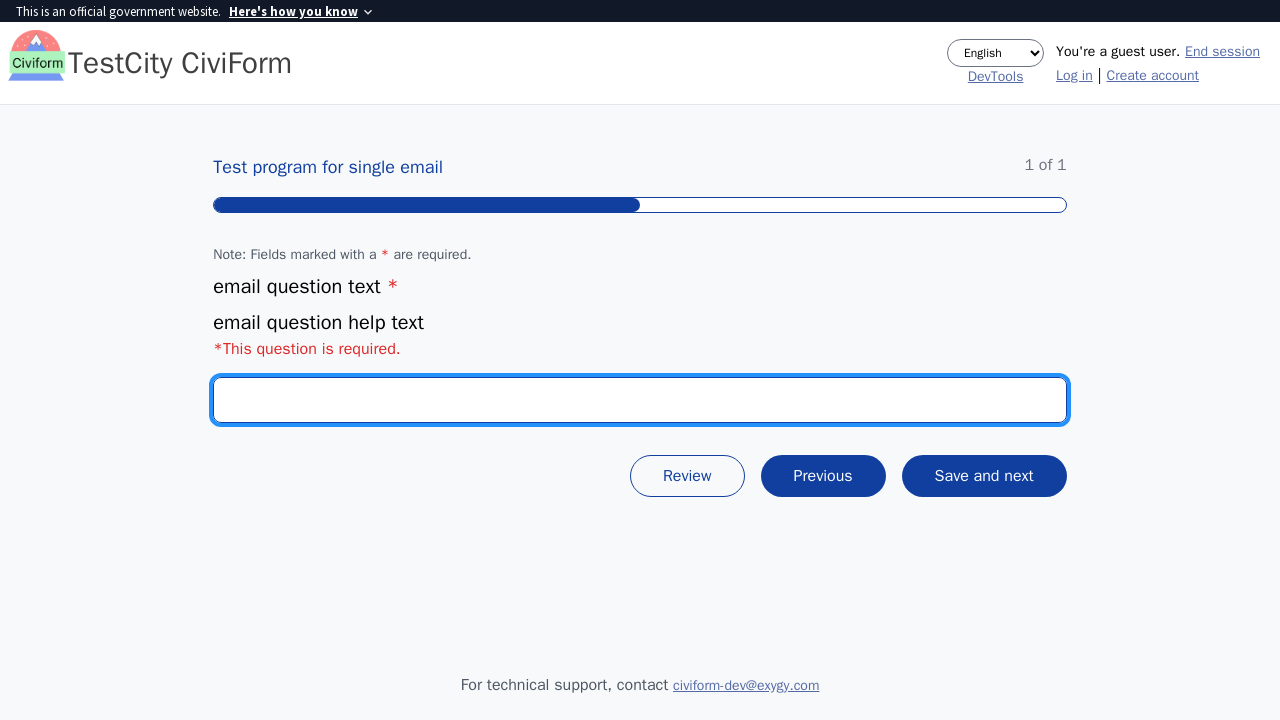 This is an official government website. Here's how you know
Civiform
TestCity CiviForm
English
DevTools
You're a guest user. End session
Log in | Create account
Test program for single email
1 of 1
Note: Fields marked with a * are required.
email question text *
email question help text
*This question is required.
Review
Previous
Save and next
For technical support, contact civiform-dev@exygy.com